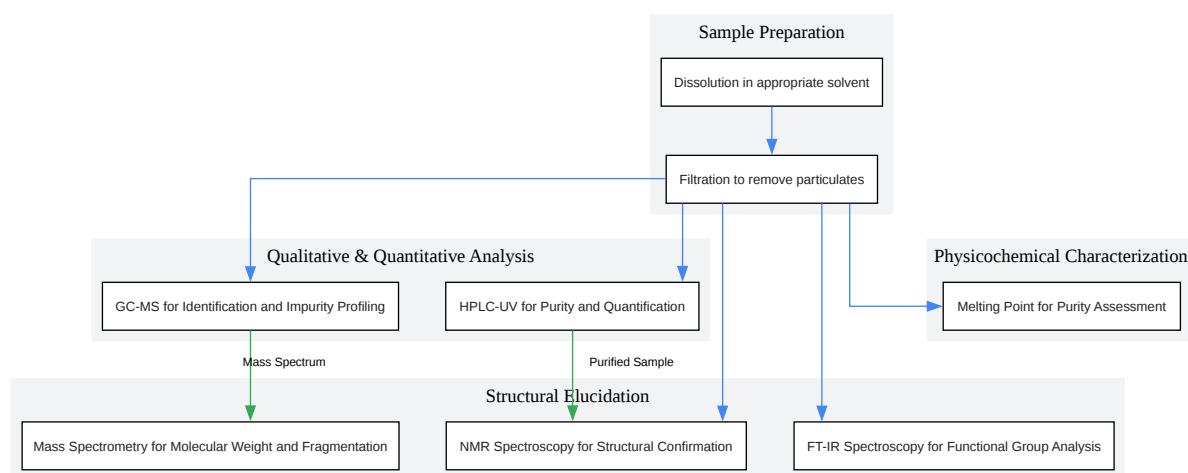 Sample Preparation
Dissolution in appropriate solvent
Filtration to remove particulates
Qualitative & Quantitative Analysis
Physicochemical Characterization
GC-MS for Identification and Impurity Profiling
HPLC-UV for Purity and Quantification
Melting Point for Purity Assessment
Mass Spectrum
Purified Sample
Structural Elucidation
Mass Spectrometry for Molecular Weight and Fragmentation
NMR Spectroscopy for Structural Confirmation
FT-IR Spectroscopy for Functional Group Analysis